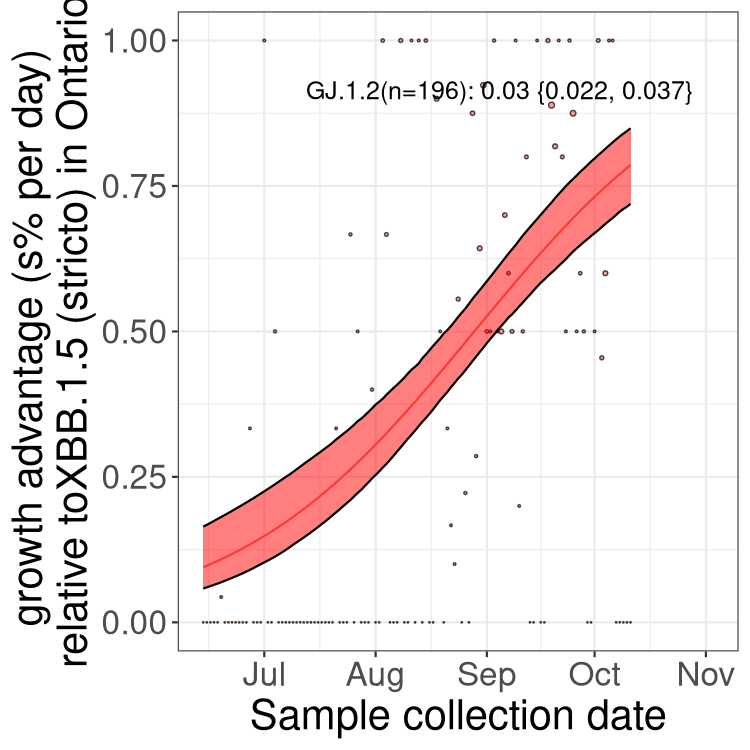 growth advantage (s% per day)
relative toXBB.1.5 (stricto) in Ontario
1.00
0.75
0.50
0.25
0.00
GJ.1.2(n=196): 0.03 {0.022, 0.037}
Jul Aug Sep Oct Nov
Sample collection date